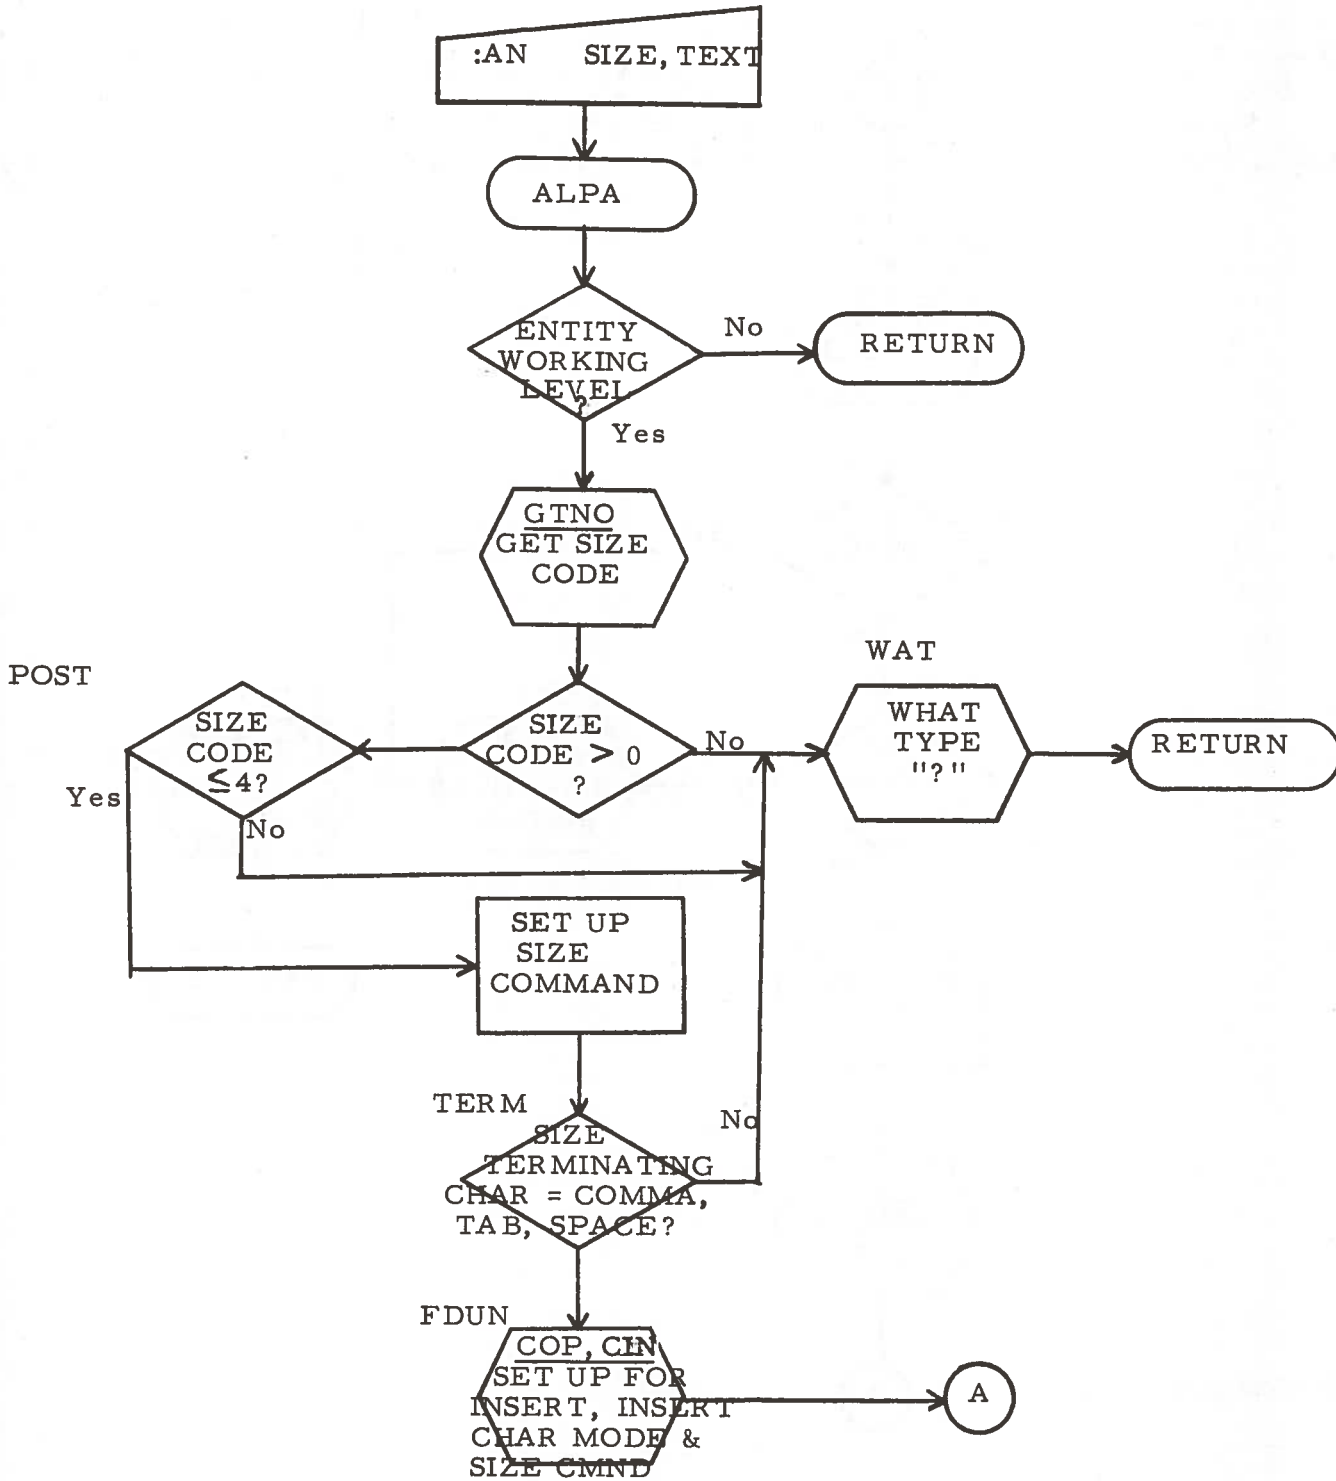 :AN SIZE, TEXT
ALPA
ENTITY
WORKING
LEVEL
?
No
RETURN
Yes
GTNO
GET SIZE
CODE
POST
SIZE
CODE
≤4?
Yes
No
SIZE
CODE > 0
?
No
WAT
WHAT
TYPE
"?"
RETURN
SET UP
SIZE
COMMAND
TERM
SIZE
TERMINATING
CHAR = COMMA,
TAB, SPACE?
No
FDUN
COP, CIN
SET UP FOR
INSERT, INSERT
CHAR MODE &
SIZE CMND
A